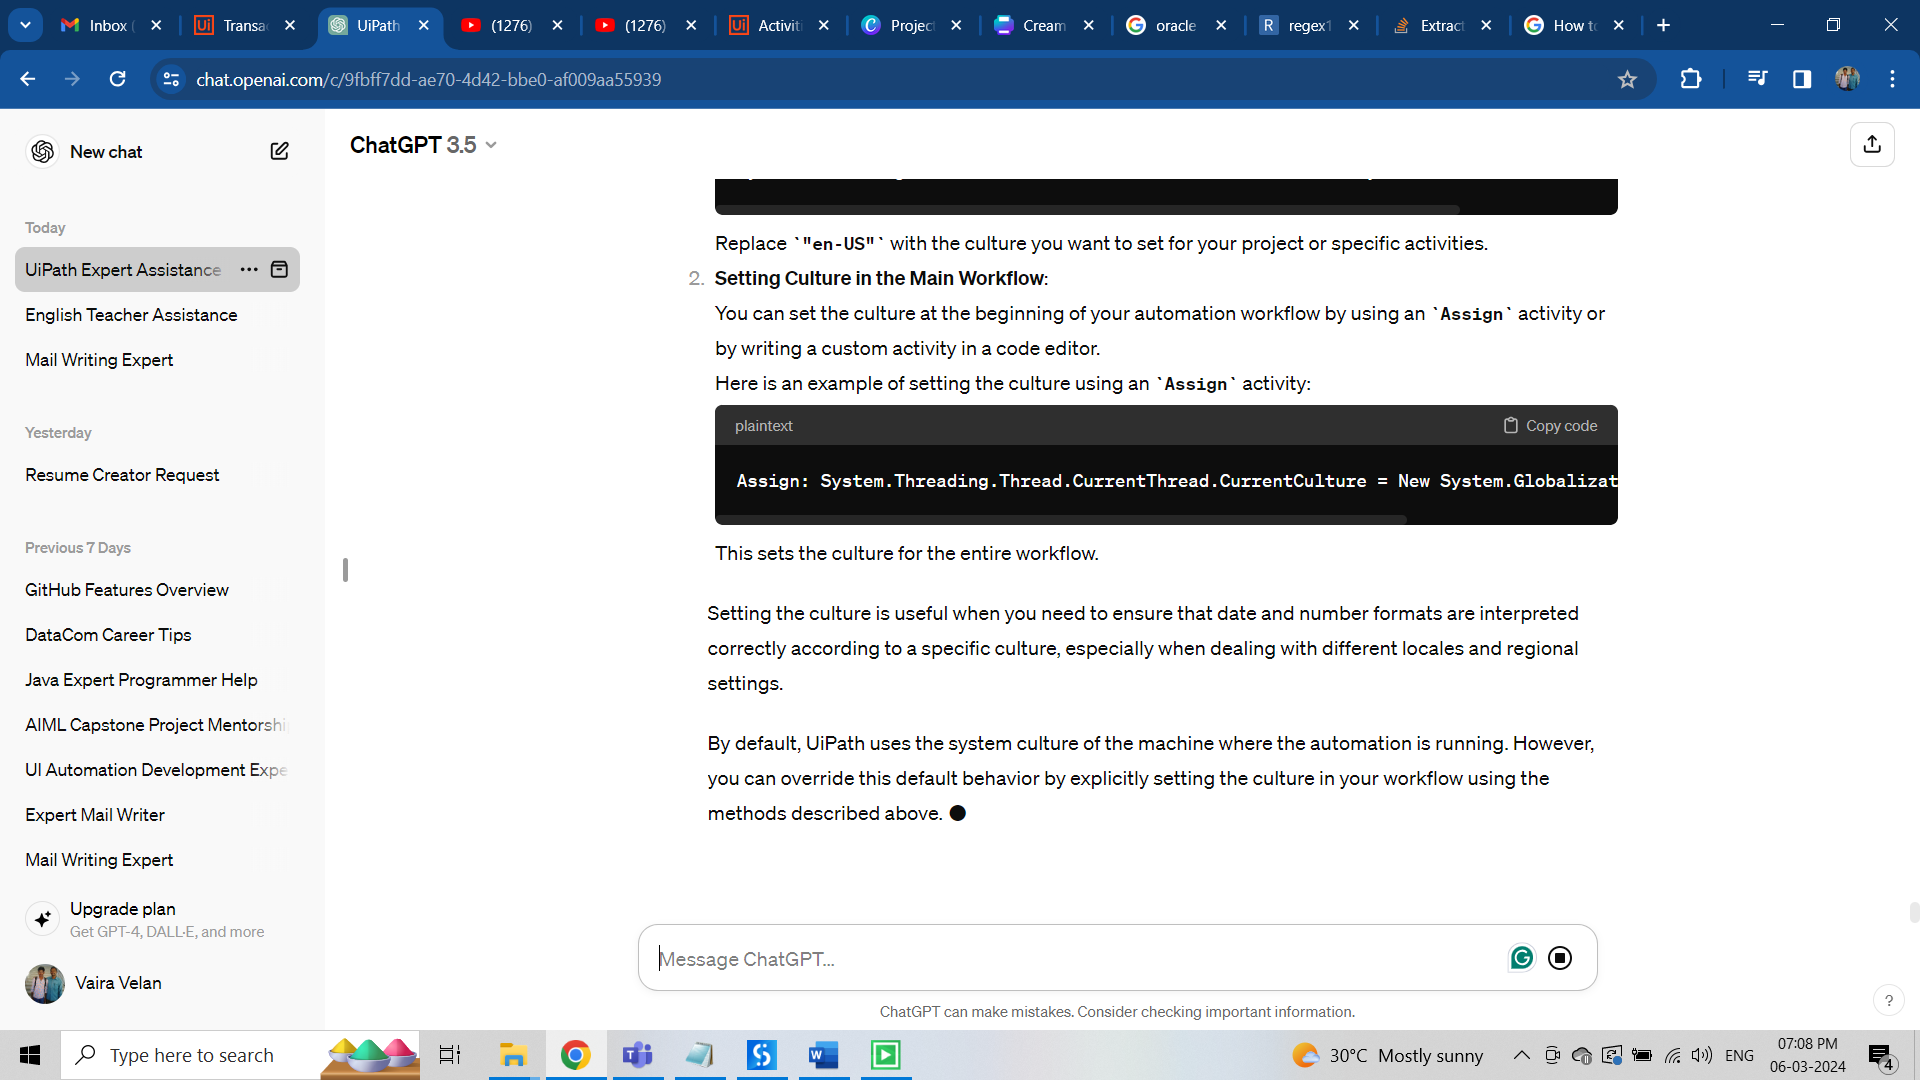 Inbox (
Transa
UiPath
(1276)
(1276)
Activiti
Project
Cream
oracle
regex1
Extract
How to
chat.openai.com/c/9fbff7dd-ae70-4d42-bbe0-af009aa55939
New chat
Today
UiPath Expert Assistance
English Teacher Assistance
Mail Writing Expert
Yesterday
Resume Creator Request
Previous 7 Days
GitHub Features Overview
DataCom Career Tips
Java Expert Programmer Help
AIML Capstone Project Mentorshi
UI Automation Development Expe
Expert Mail Writer
Mail Writing Expert
Upgrade plan
Get GPT-4, DALL·E, and more
Vaira Velan
ChatGPT 3.5
Replace `"en-US"` with the culture you want to set for your project or specific activities.
2. Setting Culture in the Main Workflow:
You can set the culture at the beginning of your automation workflow by using an `Assign` activity or
by writing a custom activity in a code editor.
Here is an example of setting the culture using an `Assign` activity:
plaintext
Copy code
Assign: System.Threading.Thread.CurrentThread.CurrentCulture = New System.Globalizat
This sets the culture for the entire workflow.
Setting the culture is useful when you need to ensure that date and number formats are interpreted
correctly according to a specific culture, especially when dealing with different locales and regional
settings.
By default, UiPath uses the system culture of the machine where the automation is running. However,
you can override this default behavior by explicitly setting the culture in your workflow using the
methods described above.
Message ChatGPT...
ChatGPT can make mistakes. Consider checking important information.
?
Type here to search
30°C Mostly sunny
ENG
07:08 PM
06-03-2024
4